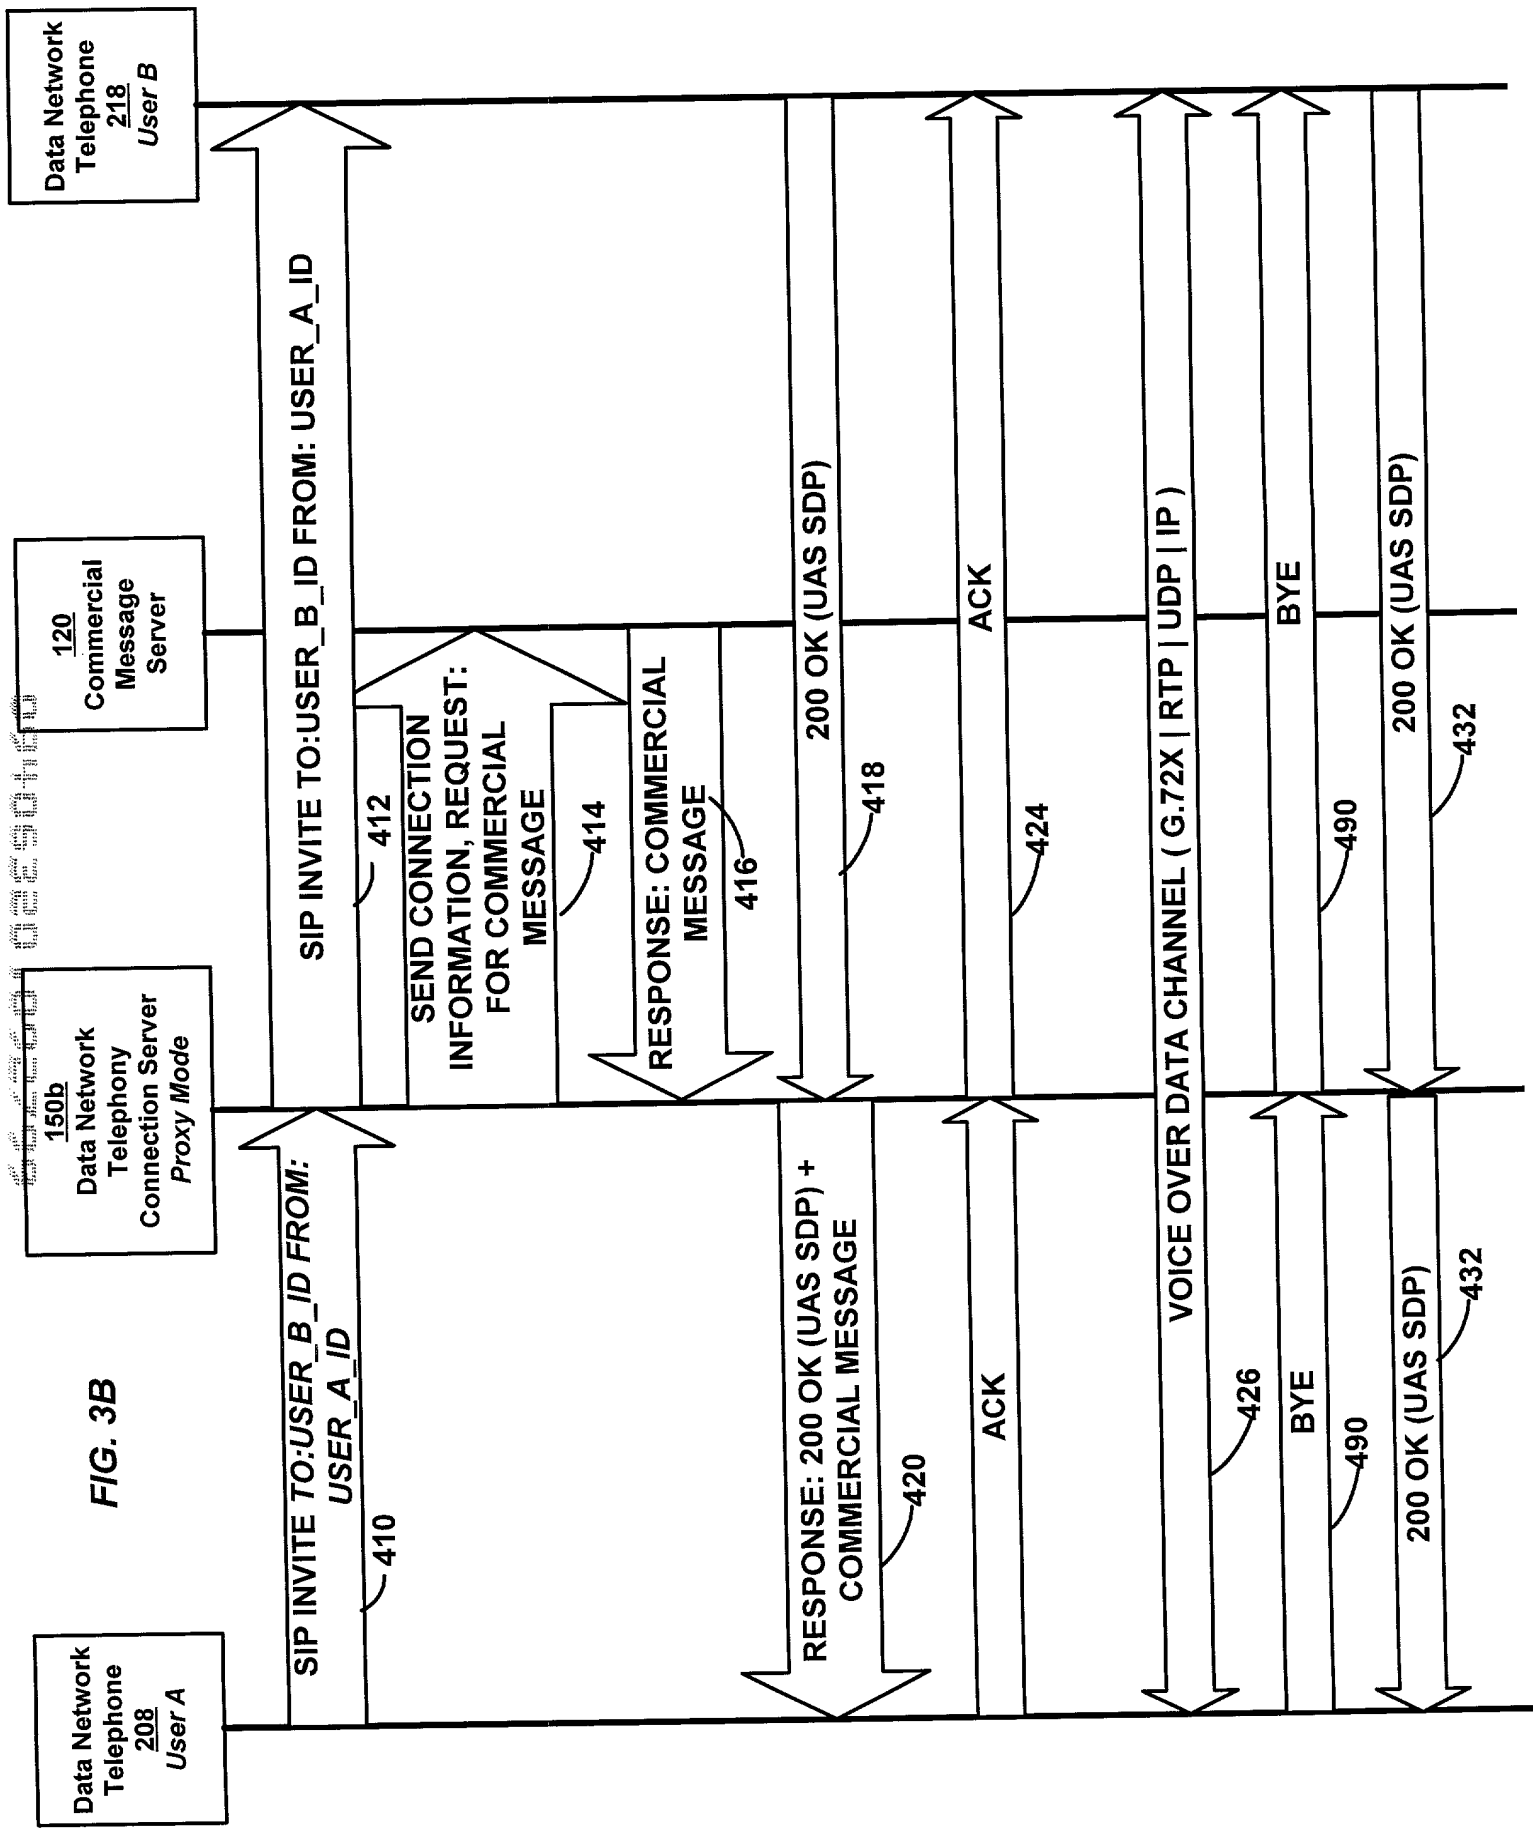 FIG. 3B
Data Network
Telephone
208
User A
150b
Data Network
Telephony
Connection Server
Proxy Mode
120
Commercial
Message
Server
Data Network
Telephone
218
User B
SIP INVITE TO:USER_B_ID FROM:
USER_A_ID
410
SIP INVITE TO:USER_B_ID FROM: USER_A_ID
412
SEND CONNECTION
INFORMATION, REQUEST:
FOR COMMERCIAL
MESSAGE
414
RESPONSE: COMMERCIAL
MESSAGE
416
200 OK (UAS SDP)
418
RESPONSE: 200 OK (UAS SDP) +
COMMERCIAL MESSAGE
420
ACK
ACK
424
VOICE OVER DATA CHANNEL ( G.72X | RTP | UDP | IP )
426
BYE
490
BYE
490
200 OK (UAS SDP)
432
200 OK (UAS SDP)
432